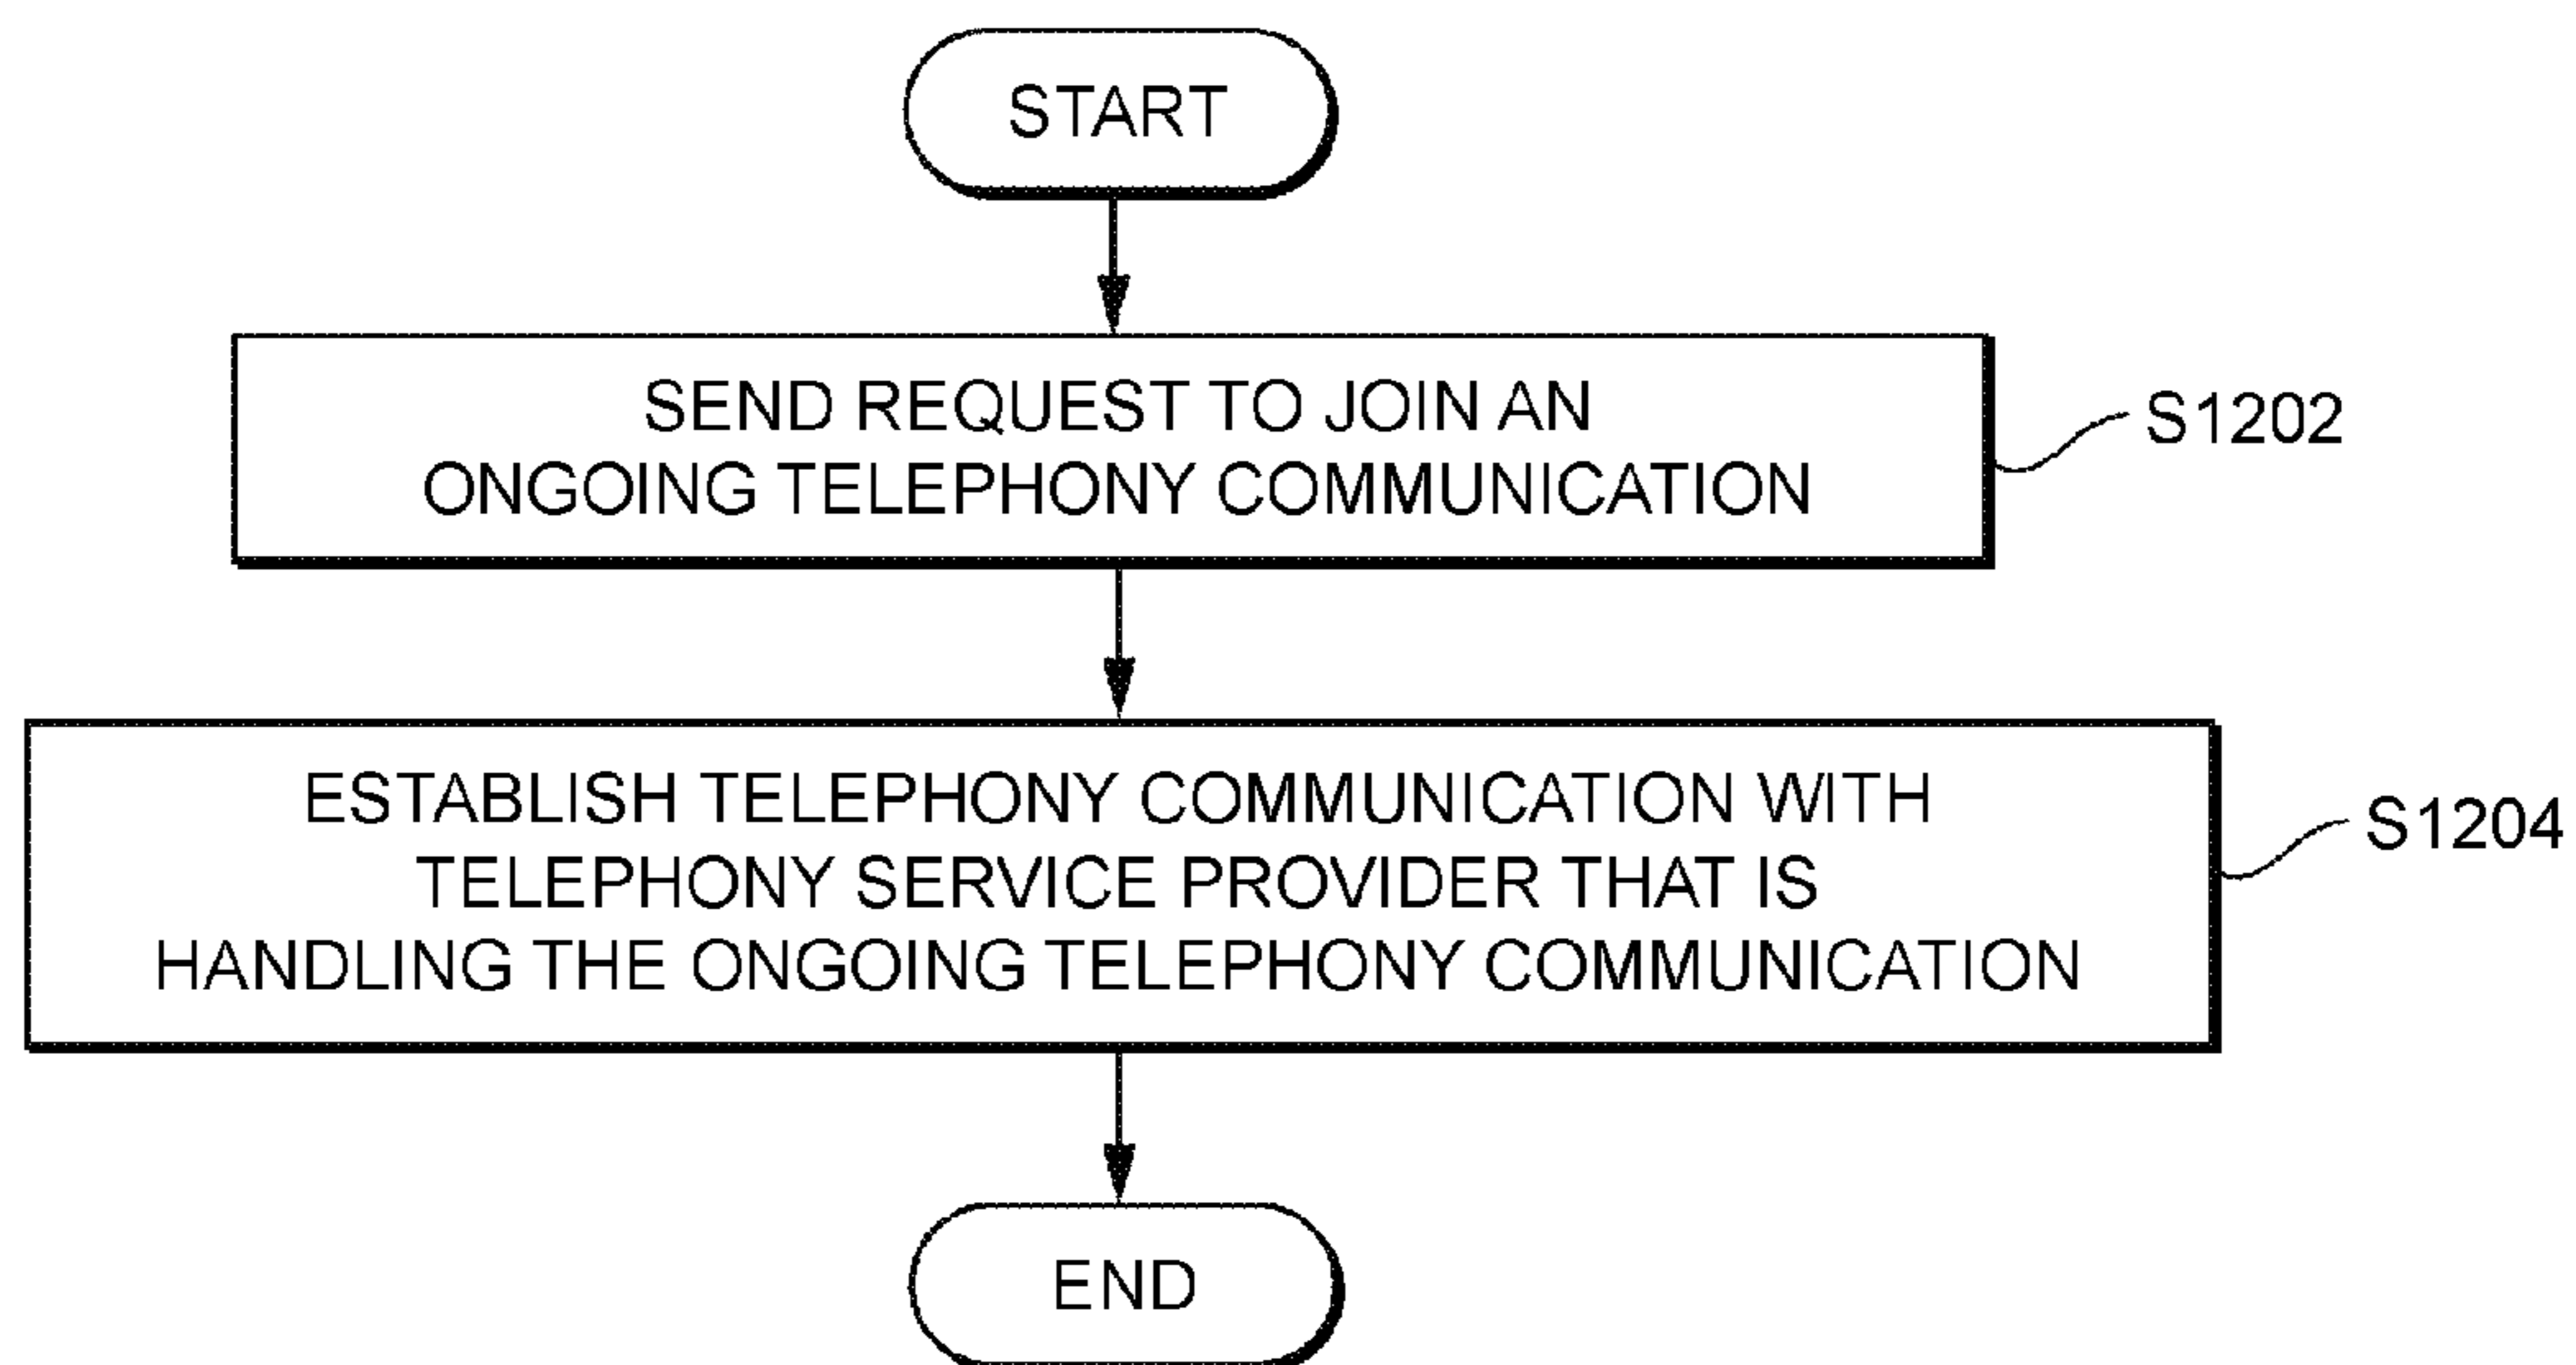 START
SEND REQUEST TO JOIN AN
ONGOING TELEPHONY COMMUNICATION
S1202
ESTABLISH TELEPHONY COMMUNICATION WITH
TELEPHONY SERVICE PROVIDER THAT IS
HANDLING THE ONGOING TELEPHONY COMMUNICATION
S1204
END